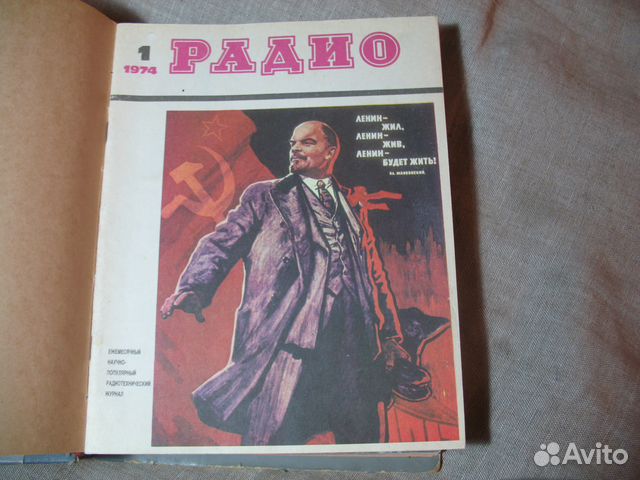 1
1974
РАДИО
ЛЕНИН-
ЖИЛ,
ЛЕНИН-
ЖИВ,
ЛЕНИН-
БУДЕТ ЖИТЬ!
ВЛ. МАЯКОВСКИЙ
ЕЖЕМЕСЯЧНЫЙ
НАУЧНО-
ПОПУЛЯРНЫЙ
РАДИОТЕХНИЧЕСКИЙ
ЖУРНАЛ
Avito